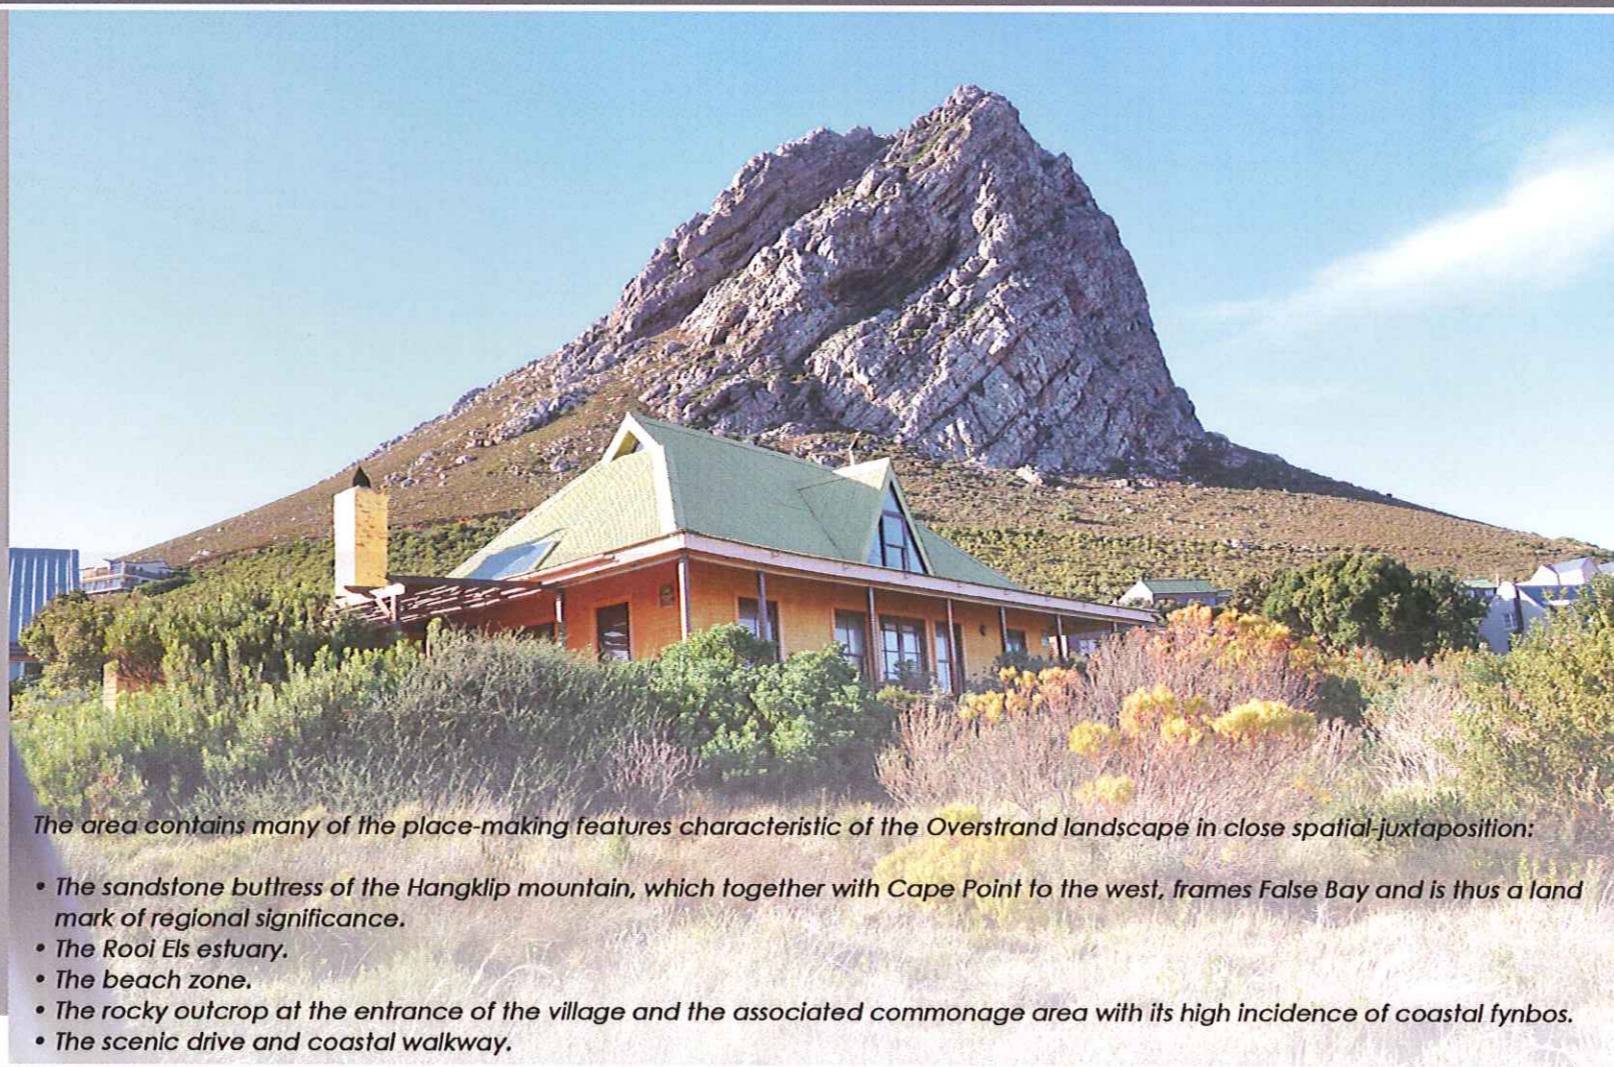 The area contains many of the place-making features characteristic of the Overstrand landscape in close spatial-juxtaposition:
• The sandstone buttress of the Hangklip mountain, which together with Cape Point to the west, frames False Bay and is thus a land
mark of regional significance.
• The Rooi Els estuary.
• The beach zone.
• The rocky outcrop at the entrance of the village and the associated commonage area with its high incidence of coastal fynbos.
• The scenic drive and coastal walkway.